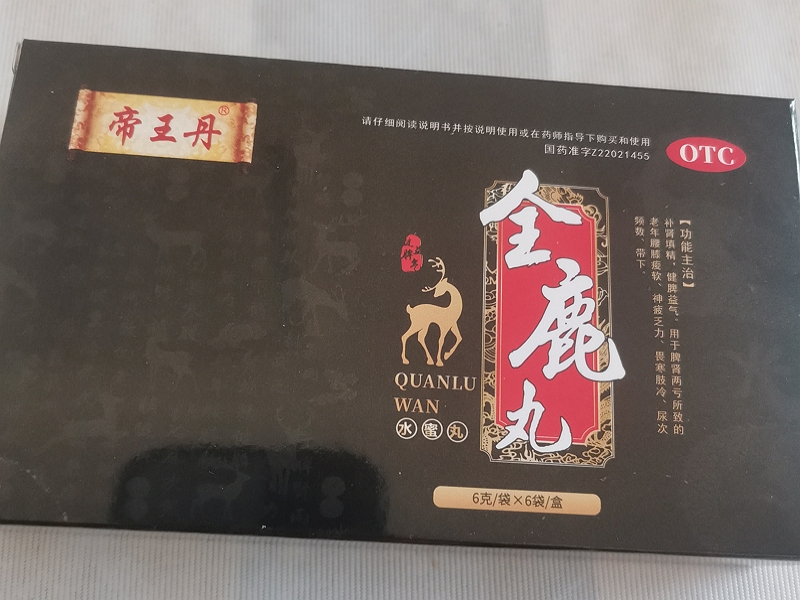 帝王丹®
请仔细阅读说明书并按说明使用或在药师指导下购买和使用
国药准字Z22021455
OTC
全鹿丸
QUANLU
WAN
水蜜丸
【功能主治】
补肾填精，健脾益气。用于脾肾两亏所致的
老年腰膝痠软、神疲乏力、畏寒肢冷、尿次
频数、带下。
6克/袋×6袋/盒